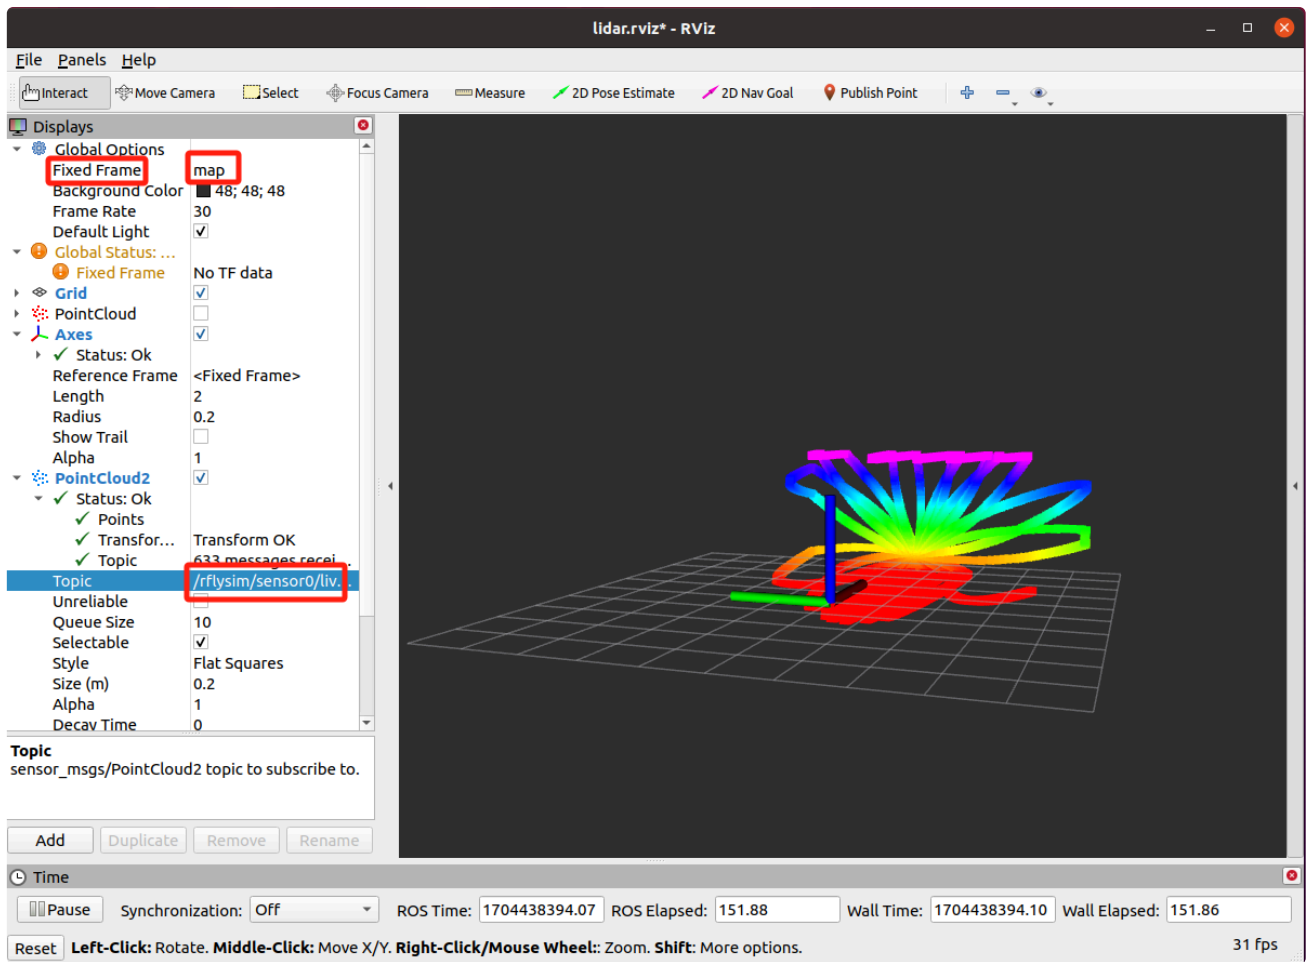 lidar.rviz* - RViz
File Panels Help
Interact Move Camera Select Focus Camera Measure 2D Pose Estimate 2D Nav Goal Publish Point
Displays
Global Options
Fixed Frame map
Background Color 48; 48; 48
Frame Rate 30
Default Light
Global Status: ...
Fixed Frame No TF data
Grid
PointCloud
Axes
Status: Ok
Reference Frame <Fixed Frame>
Length 2
Radius 0.2
Show Trail
Alpha 1
PointCloud2
Status: Ok
Points
Transfor... Transform OK
Topic 633 messages recei...
Topic /rflysim/sensor0/liv...
Unreliable
Queue Size 10
Selectable
Style Flat Squares
Size (m) 0.2
Alpha 1
Decay Time 0
Topic
sensor_msgs/PointCloud2 topic to subscribe to.
Add Duplicate Remove Rename
Time
Pause Synchronization: Off ROS Time: 1704438394.07 ROS Elapsed: 151.88 Wall Time: 1704438394.10 Wall Elapsed: 151.86
Reset Left-Click: Rotate. Middle-Click: Move X/Y. Right-Click/Mouse Wheel:: Zoom. Shift: More options. 31 fps